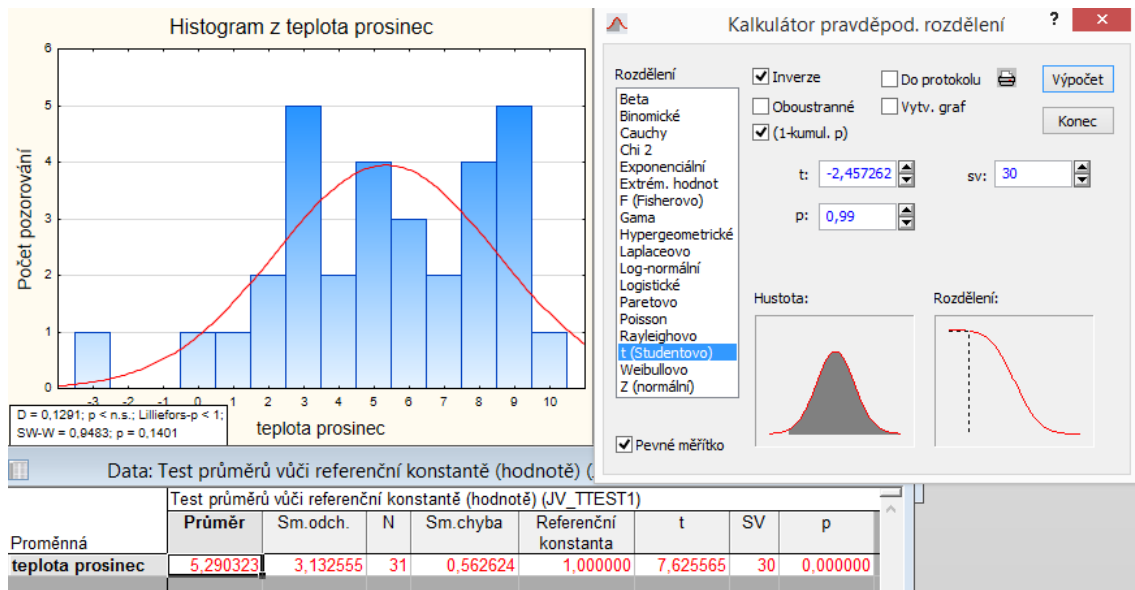 Histogram z teplota prosinec
6
5
4
3
2
1
0
Počet pozorování
-3 -2 -1 0 1 2 3 4 5 6 7 8 9 10
teplota prosinec
D = 0,1291; p < n.s.; Lilliefors-p < 1;
SW-W = 0,9483; p = 0,1401
Kalkulátor pravděpod. rozdělení
?
Rozdělení
Beta
Binomické
Cauchy
Chi 2
Exponenciální
Extrém. hodnot
F (Fisherovo)
Gama
Hypergeometrické
Laplaceovo
Log-normální
Logistické
Paretovo
Poisson
Rayleighovo
t (Studentovo)
Weibullovo
Z (normální)
Inverze
Do protokolu
Výpočet
Oboustranné
Vytv. graf
Konec
(1-kumul. p)
t: -2,457262
sv: 30
p: 0,99
Hustota:
Rozdělení:
Pevné měřítko
Data: Test průměrů vůči referenční konstantě (hodnotě) (
Test průměrů vůči referenční konstantě (hodnotě) (JV_TTEST1)
Proměnná Průměr Sm.odch. N Sm.chyba Referenční konstanta t SV p
teplota prosinec 5,290323 3,132555 31 0,562624 1,000000 7,625565 30 0,000000